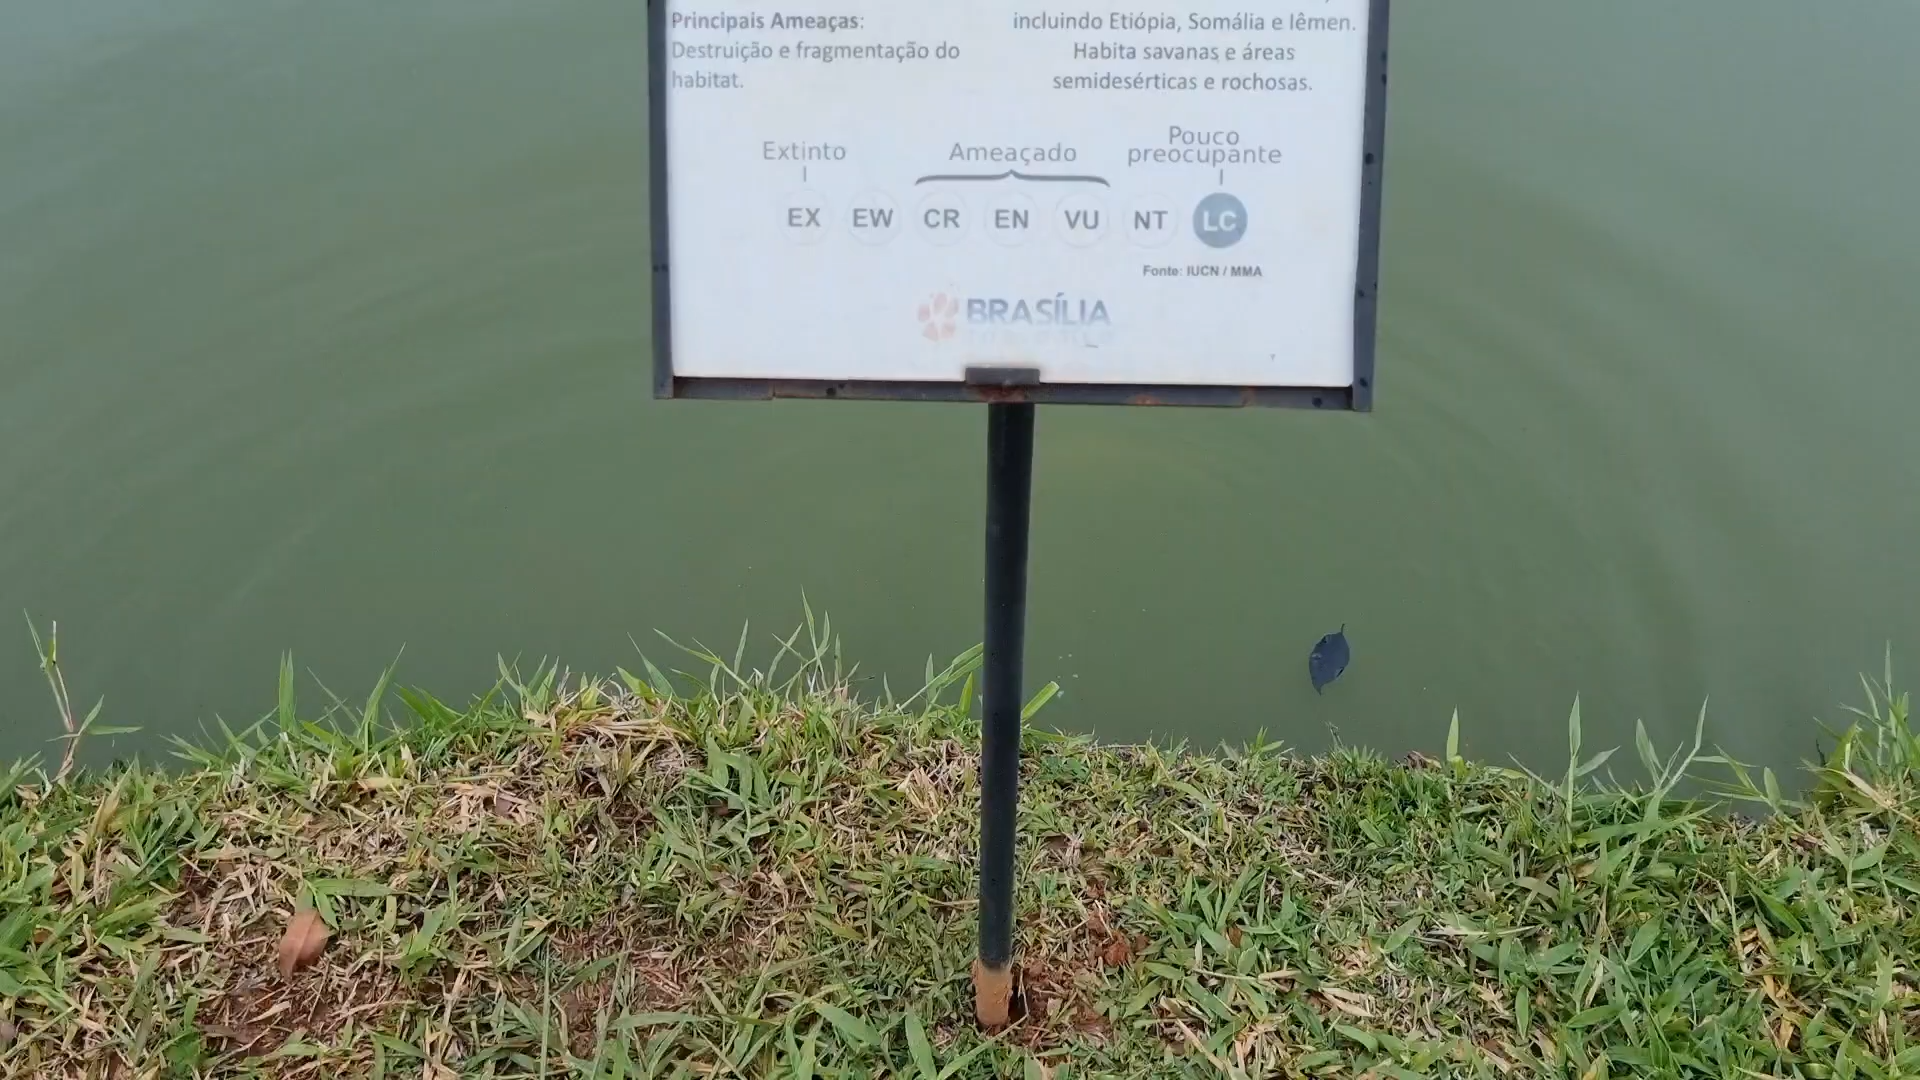 Principais Ameaças:
Destruição e fragmentação do
habitat.
incluindo Etiópia, Somália e Iêmen.
Habita savanas e áreas
semidesérticas e rochosas.
Extinto
Ameaçado
Pouco
preocupante
EX EW CR EN VU NT LC
Fonte: IUCN / MMA
BRASÍLIA